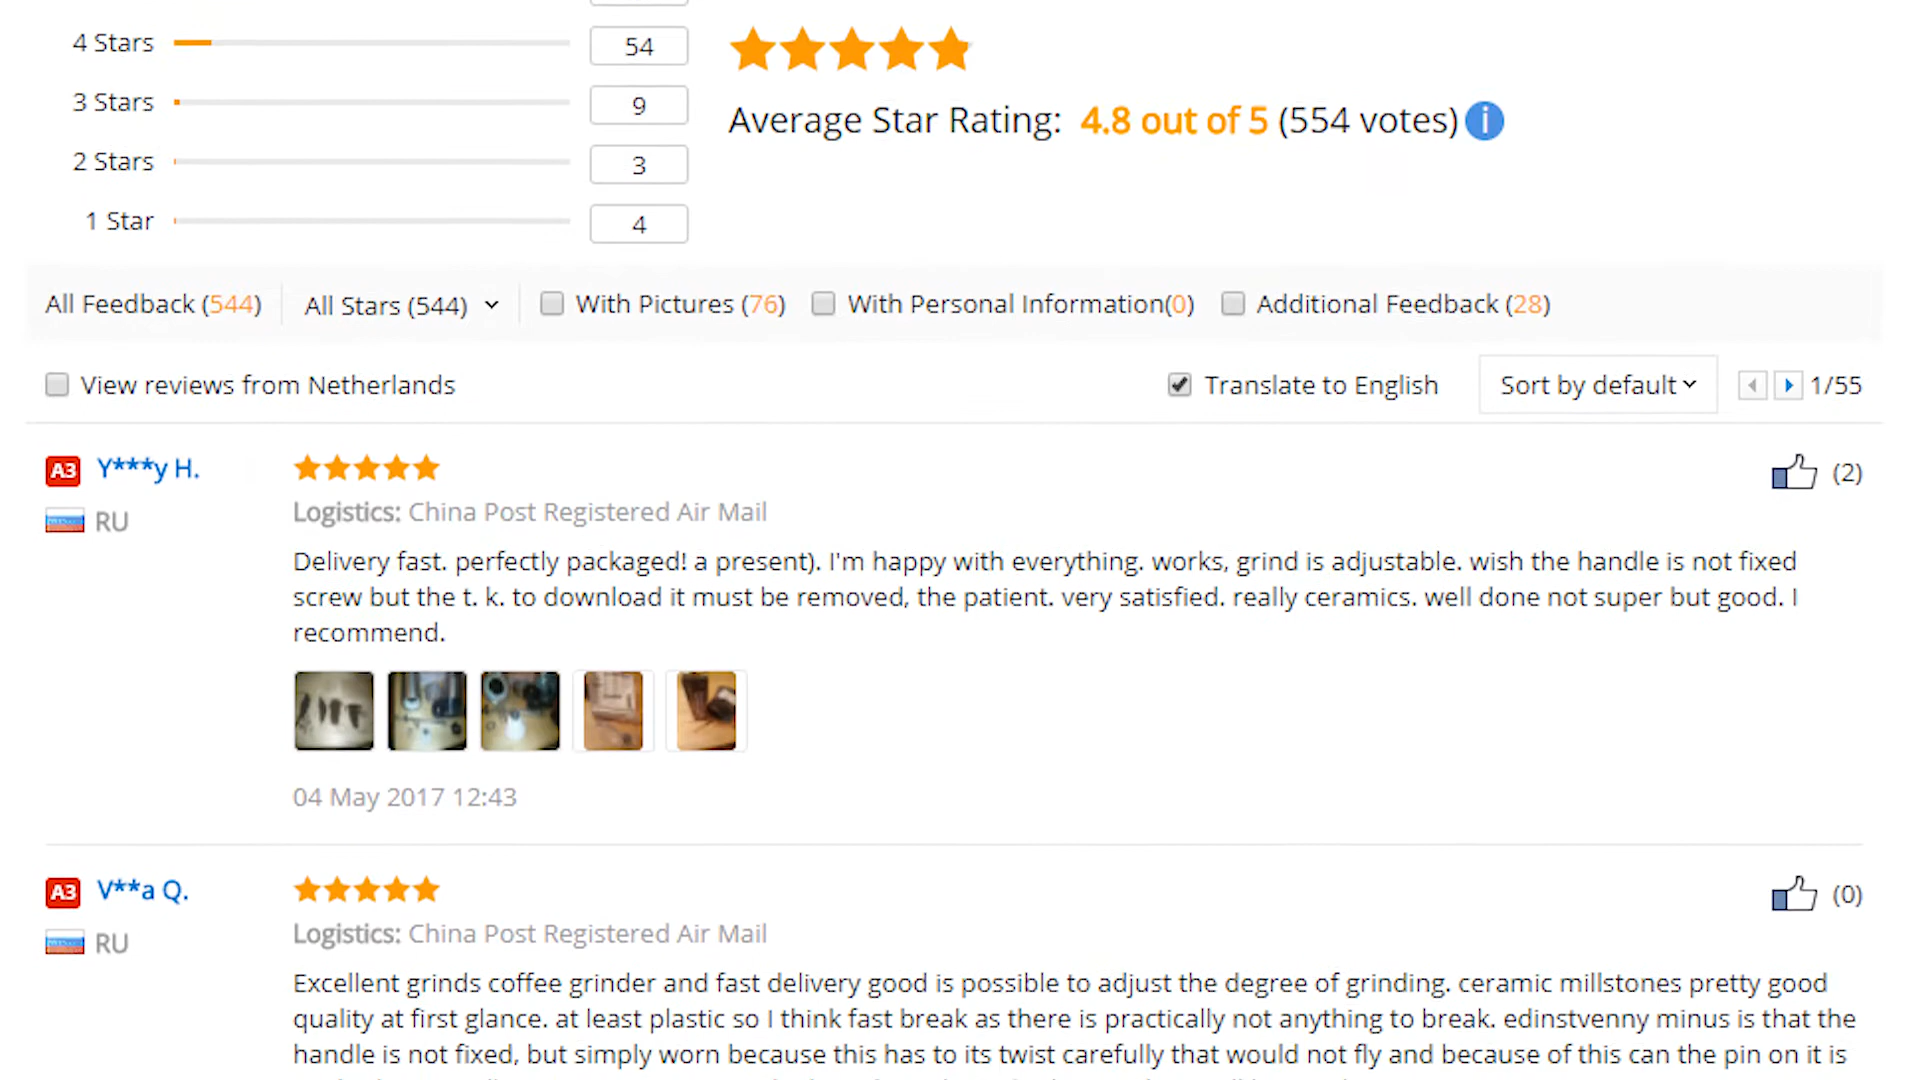 4 Stars 54
Average Star Rating: 4.8 out of 5 (554 votes) i
3 Stars 9
2 Stars 3
1 Star 4
All Feedback (544) All Stars (544) With Pictures (76) With Personal Information(0) Additional Feedback (28)
View reviews from Netherlands Translate to English Sort by default 1/55
A3 Y***y H. (2)
RU
Logistics: China Post Registered Air Mail
Delivery fast. perfectly packaged! a present). I'm happy with everything. works, grind is adjustable. wish the handle is not fixed
screw but the t. k. to download it must be removed, the patient. very satisfied. really ceramics. well done not super but good. I
recommend.
04 May 2017 12:43
A3 V**a Q. (0)
RU
Logistics: China Post Registered Air Mail
Excellent grinds coffee grinder and fast delivery good is possible to adjust the degree of grinding. ceramic millstones pretty good
quality at first glance. at least plastic so I think fast break as there is practically not anything to break. edinstvenny minus is that the
handle is not fixed, but simply worn because this has to its twist carefully that would not fly and because of this can the pin on it is